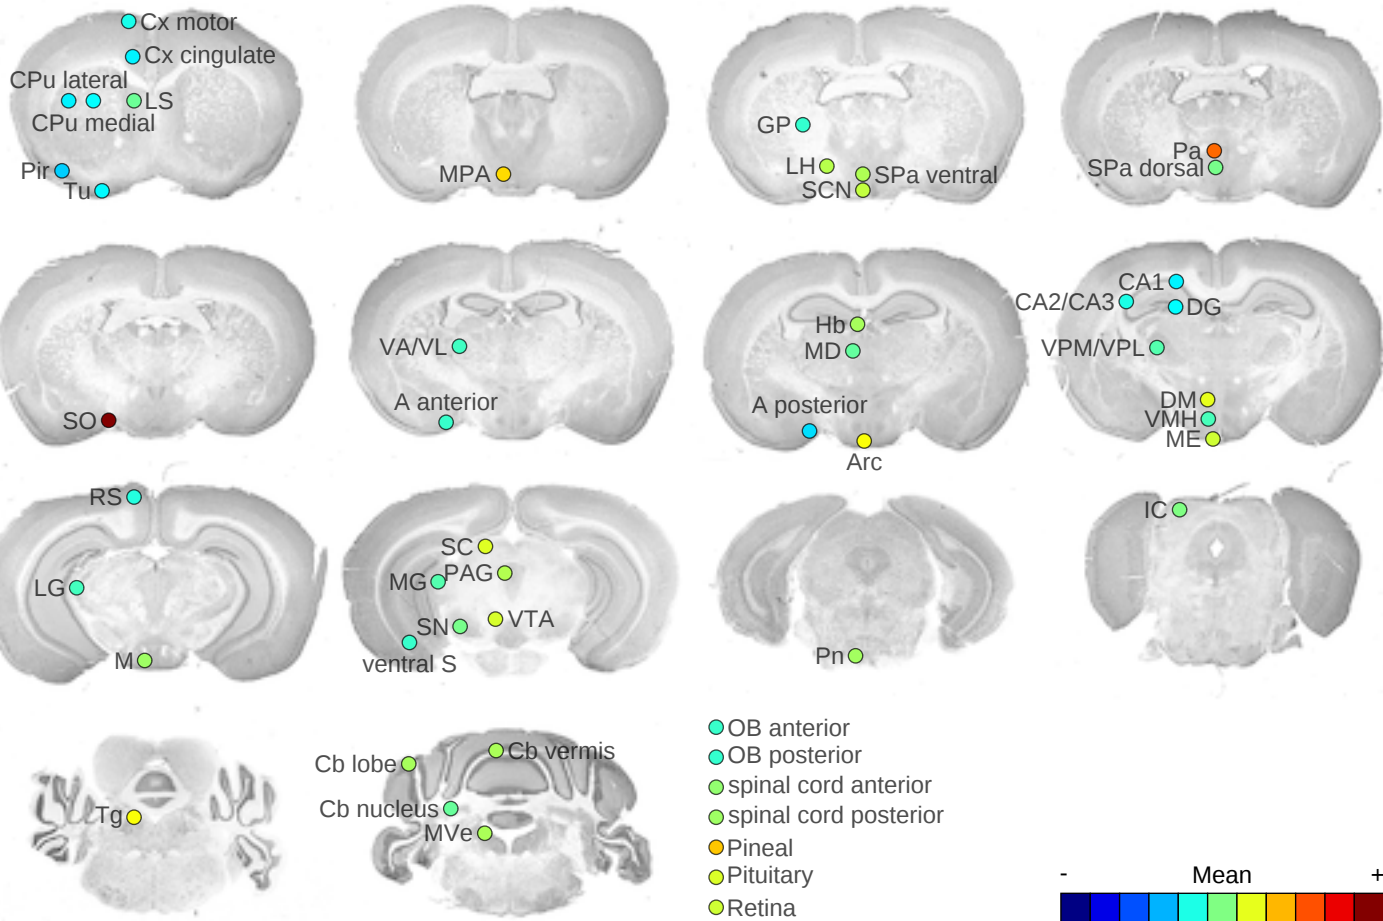 Cx motor
Cx cingulate
CPu lateral
LS
CPu medial
Pir
Tu
MPA
GP
LH
SPa ventral
SCN
Pa
SPa dorsal
SO
VA/VL
A anterior
Hb
MD
A posterior
Arc
CA1
CA2/CA3
DG
VPM/VPL
DM
VMH
ME
RS
LG
M
SC
PAG
MG
VTA
SN
ventral S
Pn
IC
Tg
Cb vermis
Cb lobe
Cb nucleus
MVe
OB anterior
OB posterior
spinal cord anterior
spinal cord posterior
Pineal
Pituitary
Retina
- Mean +